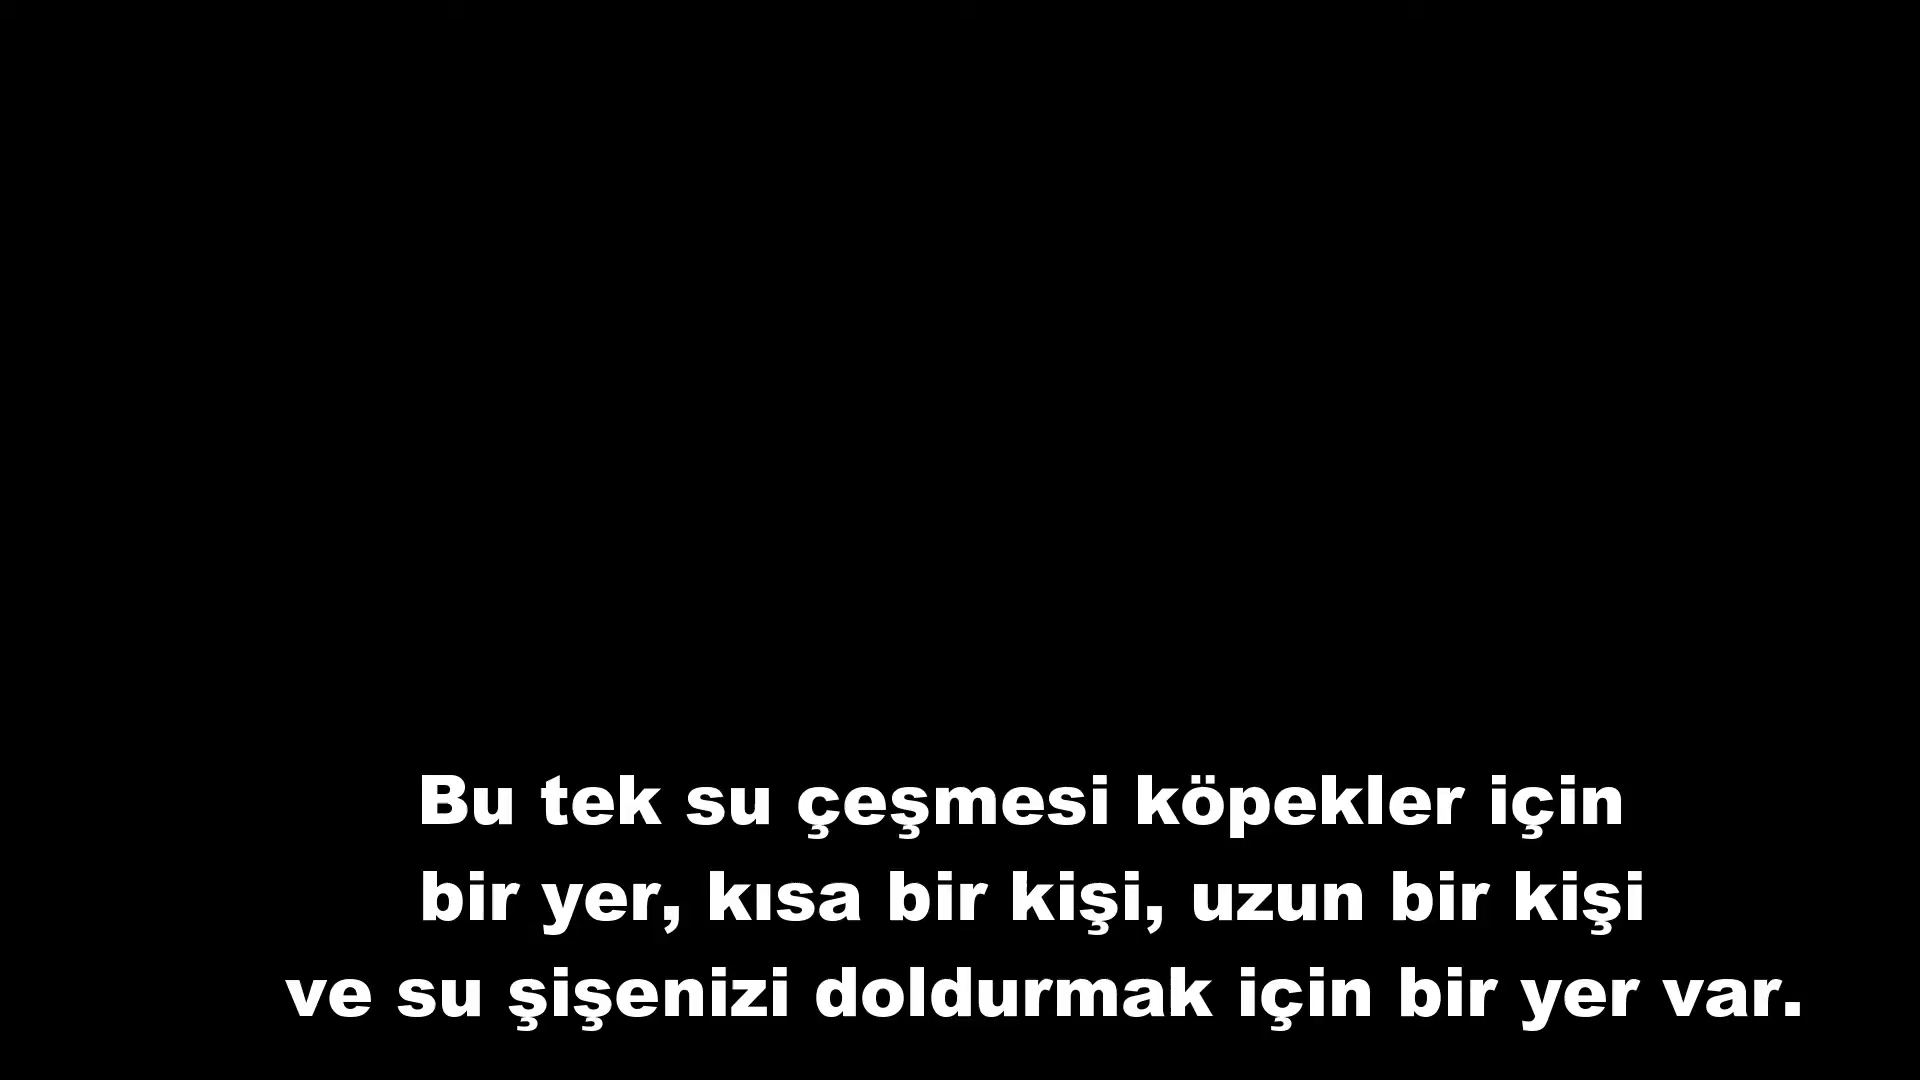 Bu tek su çeşmesi köpekler için
bir yer, kısa bir kişi, uzun bir kişi
ve su şişenizi doldurmak için bir yer var.